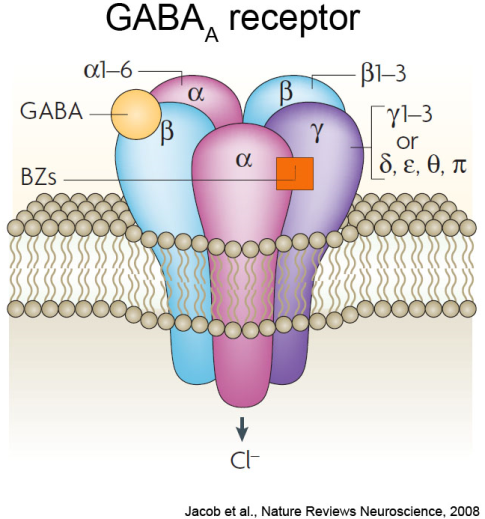 GABAA receptor
α1–6
β1–3
α
β
GABA
β
γ
γ1–3
or
δ, ε, θ, π
α
BZs
Cl–
Jacob et al., Nature Reviews Neuroscience, 2008